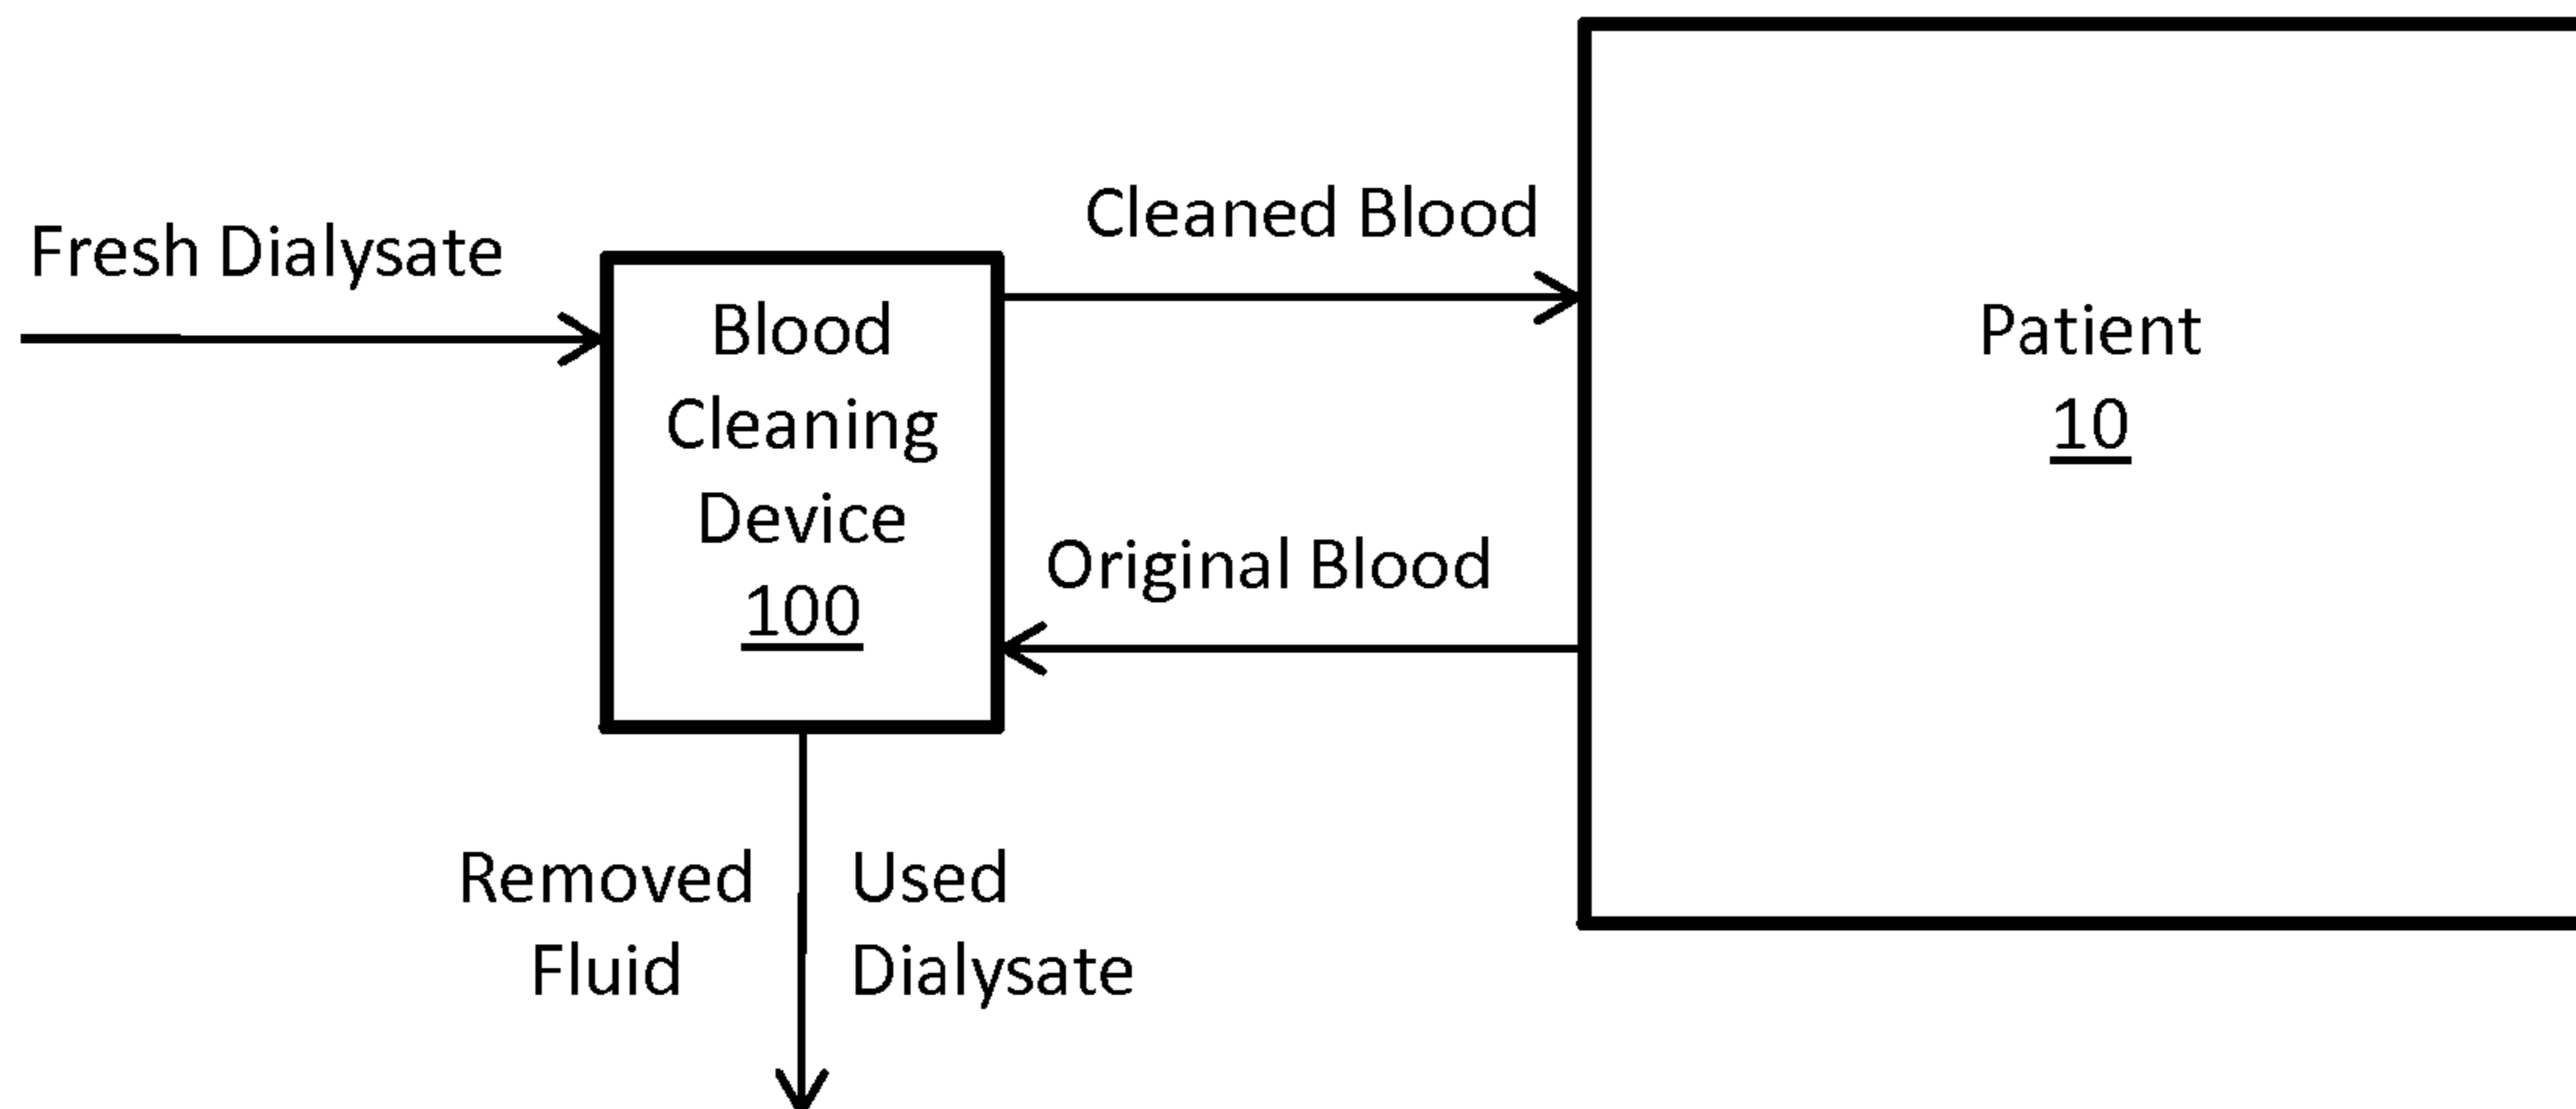 Fresh Dialysate
Blood
Cleaning
Device
100
Cleaned Blood
Original Blood
Patient
10
Removed
Fluid
Used
Dialysate